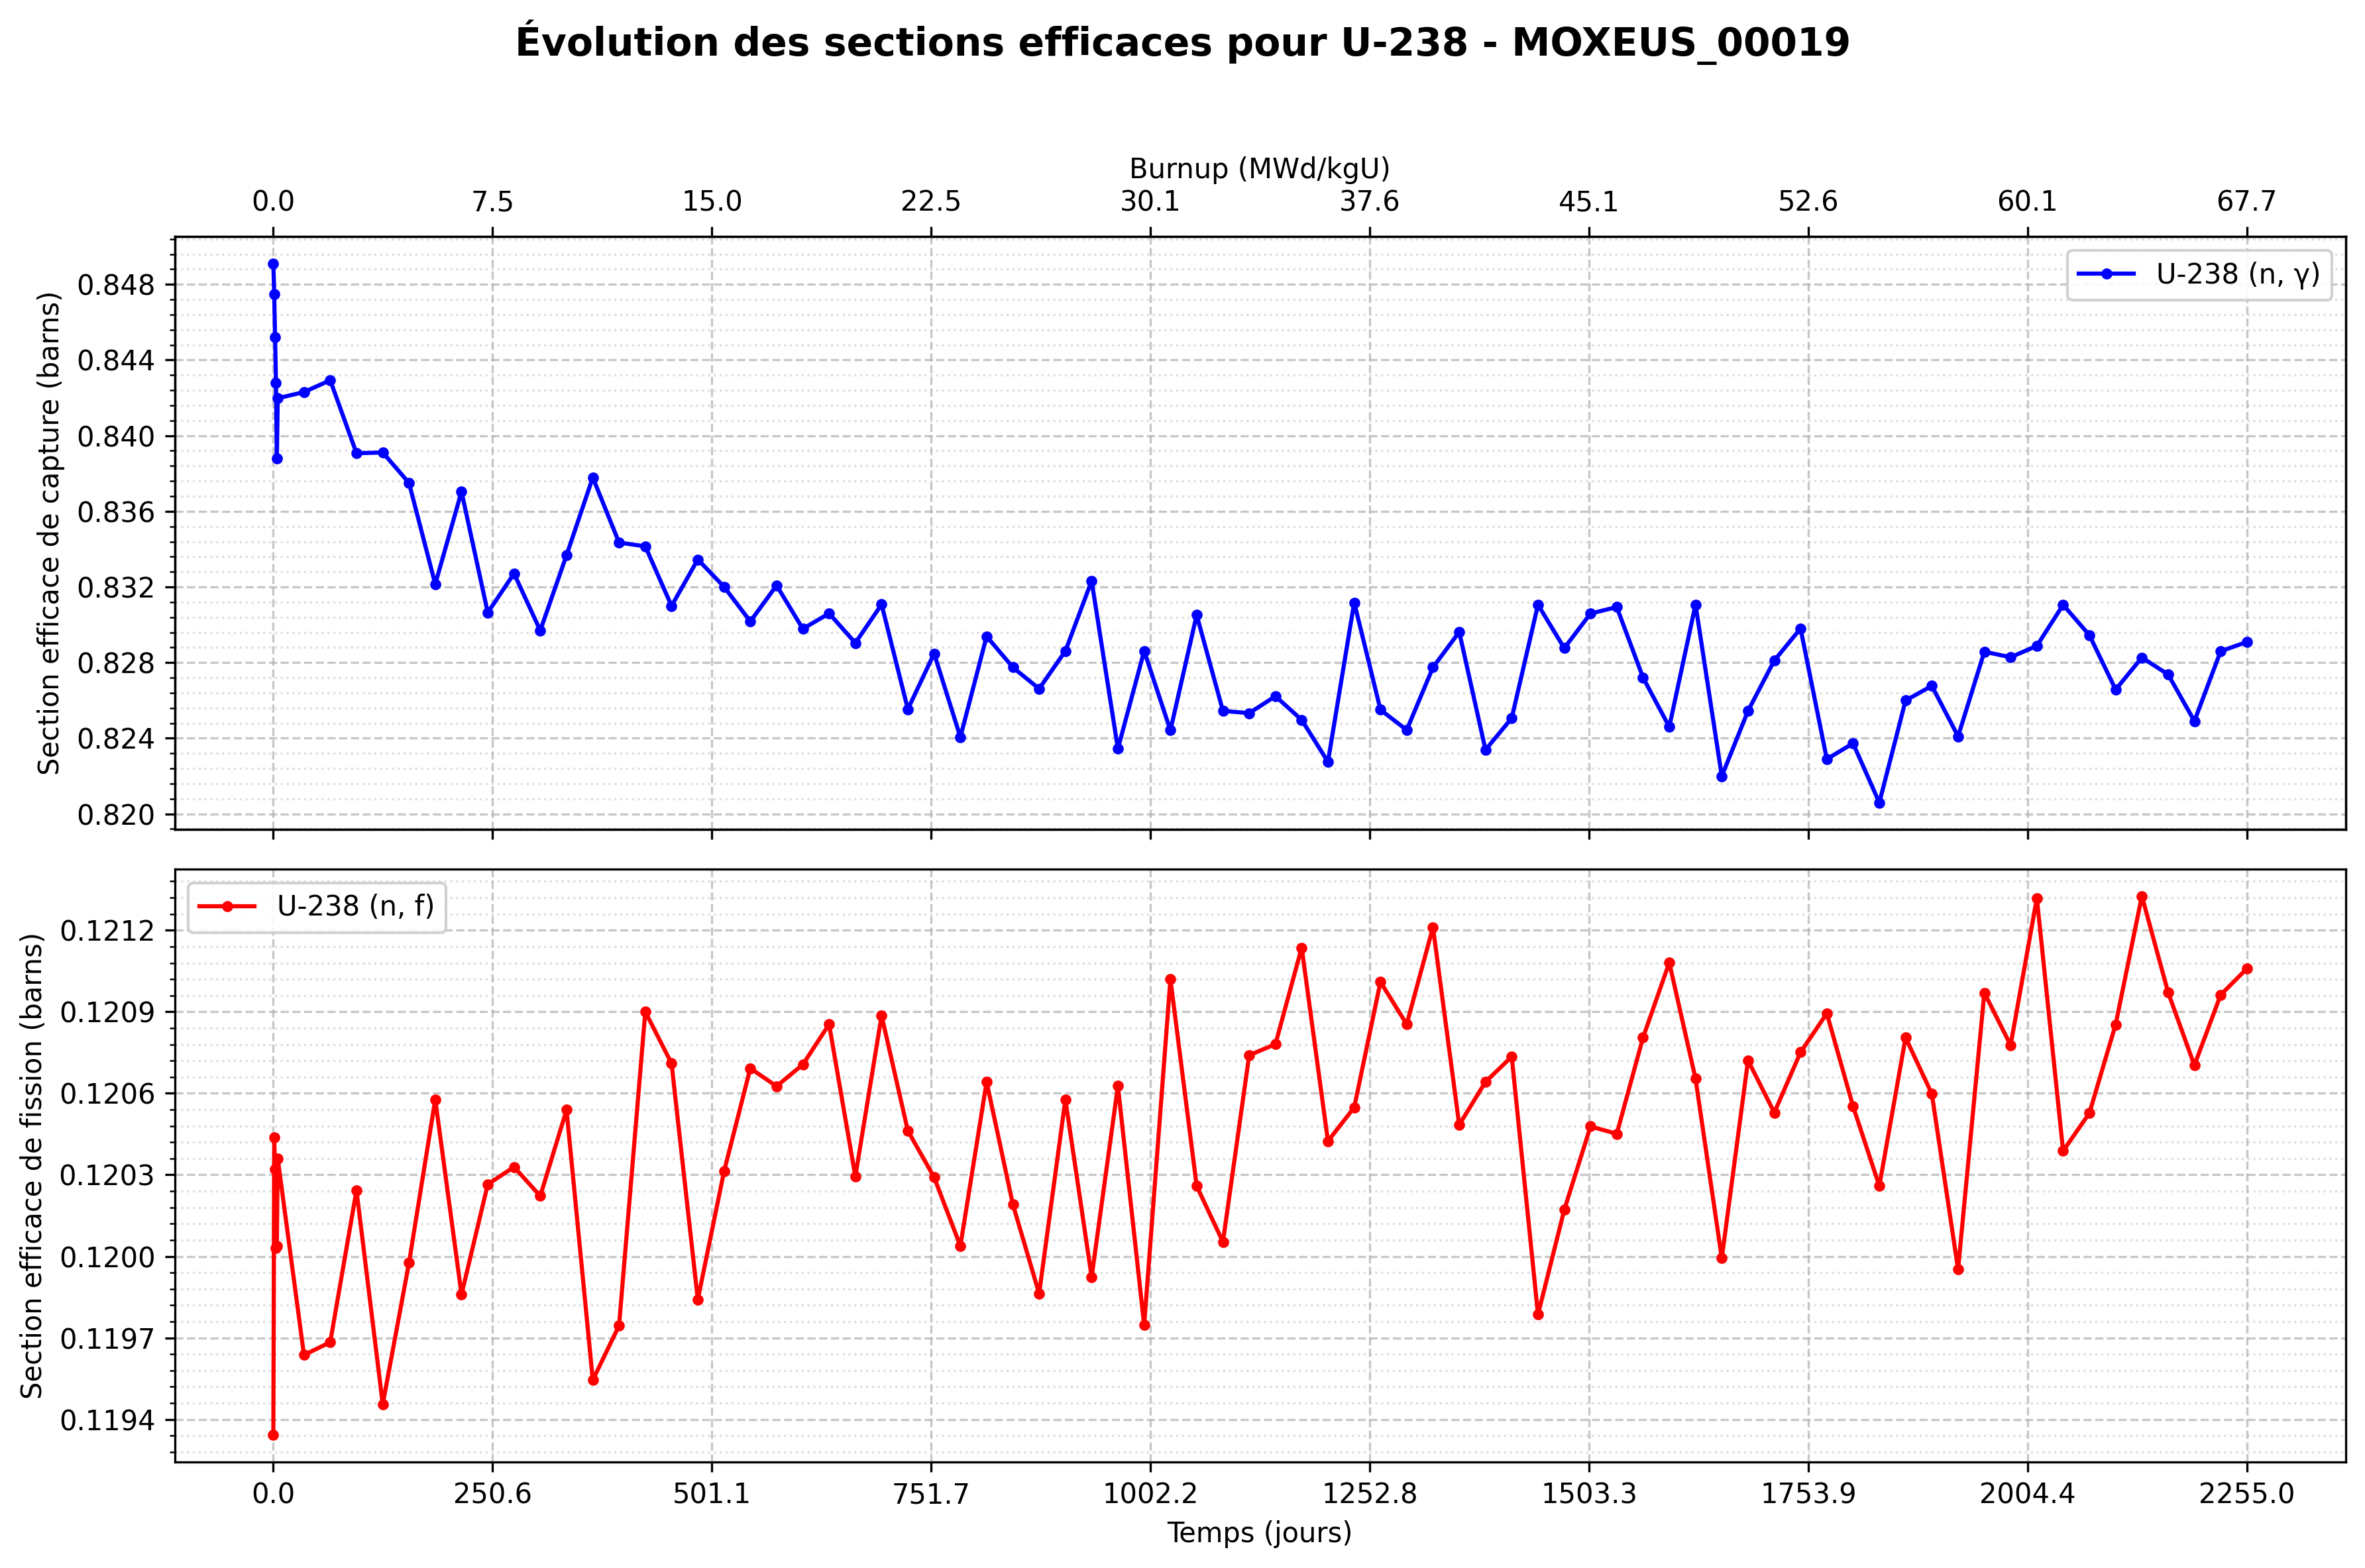 Évolution des sections efficaces pour U-238 - MOXEUS_00019
Burnup (MWd/kgU)
0.0 7.5 15.0 22.5 30.1 37.6 45.1 52.6 60.1 67.7
Section efficace de capture (barns)
0.848
0.844
0.840
0.836
0.832
0.828
0.824
0.820
U-238 (n, γ)
Section efficace de fission (barns)
0.1212
0.1209
0.1206
0.1203
0.1200
0.1197
0.1194
U-238 (n, f)
0.0 250.6 501.1 751.7 1002.2 1252.8 1503.3 1753.9 2004.4 2255.0
Temps (jours)